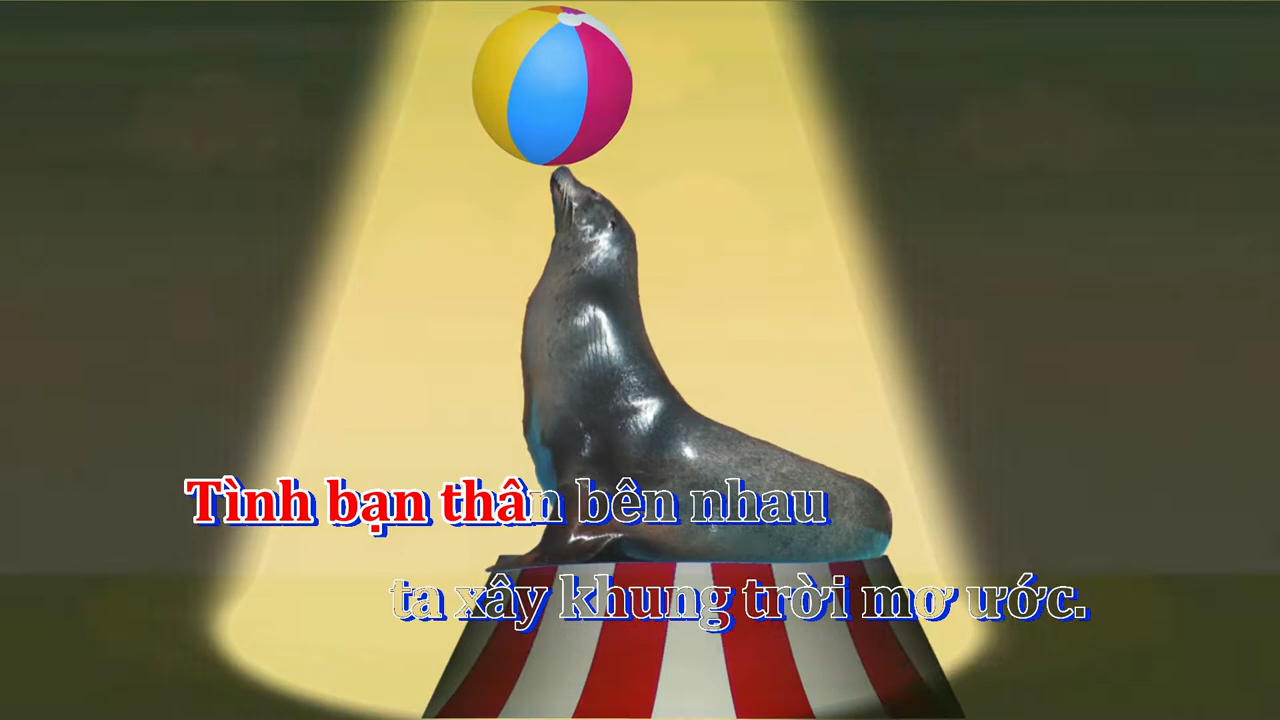 Tình bạn thân bên nhau
ta xây khung trời mơ ước.